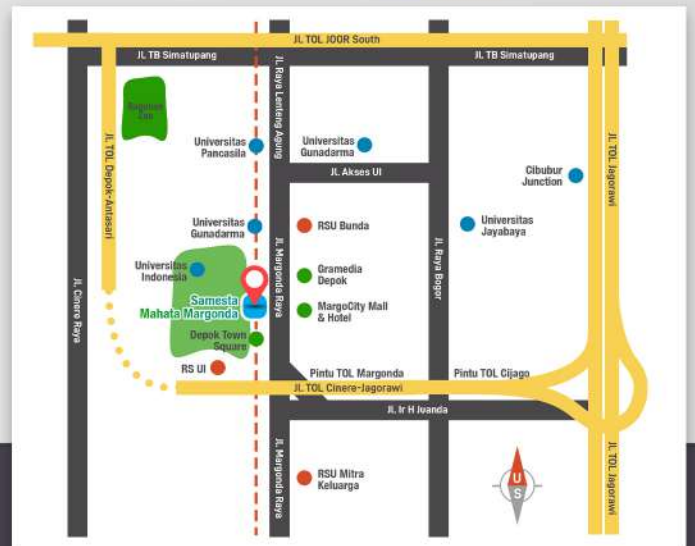 JL TOL JOOR South
JL TB Simatupang
JL TB Simatupang
JL Raya Lenteng Agung
Ragunan
Zoo
JL TOL Depok-Antasari
Universitas
Pancasila
Universitas
Gunadarma
JL TOL Jagorawi
JL Akses UI
Cibubur
Junction
Universitas
Gunadarma
RSU Bunda
Universitas
Jayabaya
JL Margonda Raya
JL Raya Bogor
Universitas
Indonesia
Gramedia
Depok
JL Cinere Raya
Samesta
Mahata Margonda
MargoCity Mall
& Hotel
Depok Town
Square
RS UI
Pintu TOL Margonda
Pintu TOL Cijago
JL TOL Cinere-Jagorawi
JL Ir H Juanda
JL Margonda Raya
RSU Mitra
Keluarga
JL TOL Jagorawi
U
S